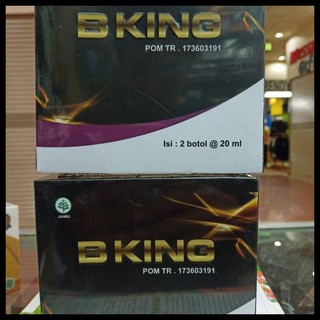 B KING
POM TR . 173603191
Isi : 2 botol @ 20 ml
JAMU
B KING
POM TR . 173603191